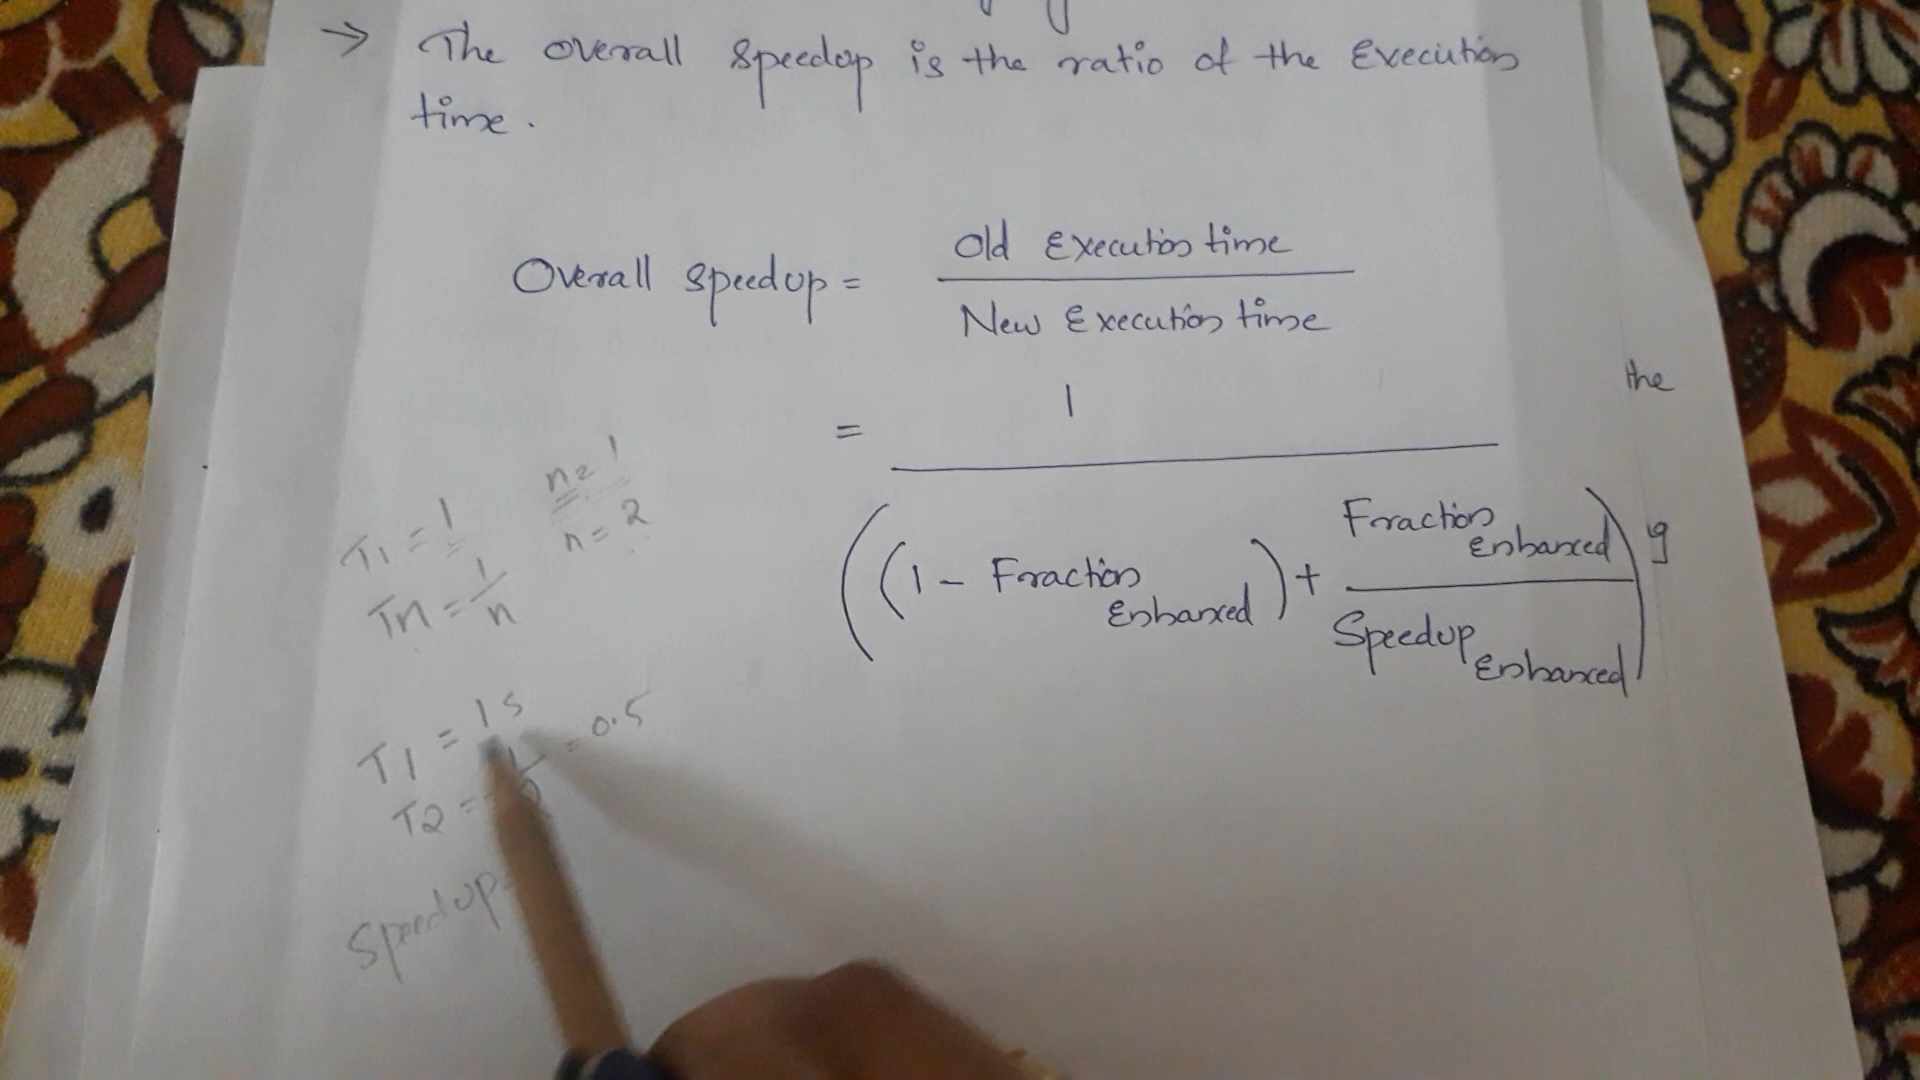 → The overall speedup is the ratio of the Execution
time.
Overall speedup = Old Execution time
New Execution time
= 1
((1 - Fraction Enhanced) + Fraction Enhanced
Speedup Enhanced)
the
g
T1 = 1
n = 1
Tn = 1/n
n = 2
T1 = 1s
T2 = = 0.5
Speedup